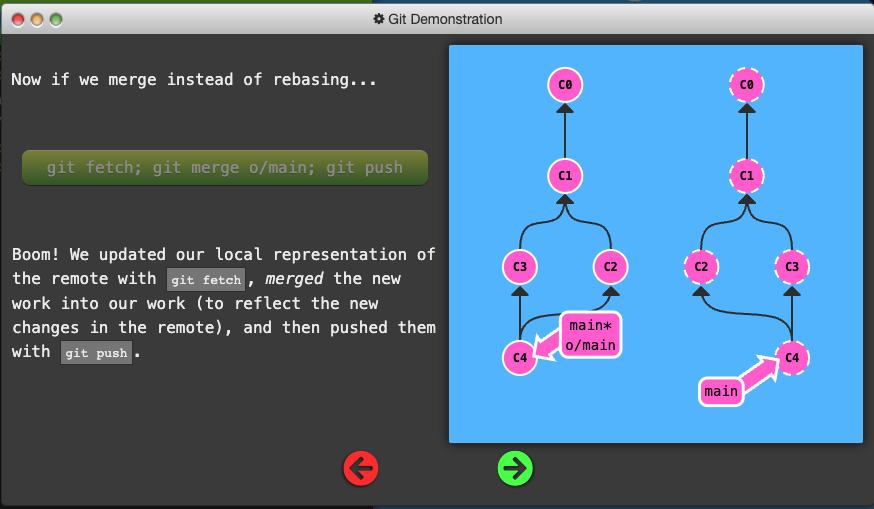 Git Demonstration
Now if we merge instead of rebasing...
git fetch; git merge o/main; git push
Boom! We updated our local representation of
the remote with git fetch, merged the new
work into our work (to reflect the new
changes in the remote), and then pushed them
with git push.
C0
C1
C3
C2
C4
main*
o/main
C0
C1
C2
C3
C4
main